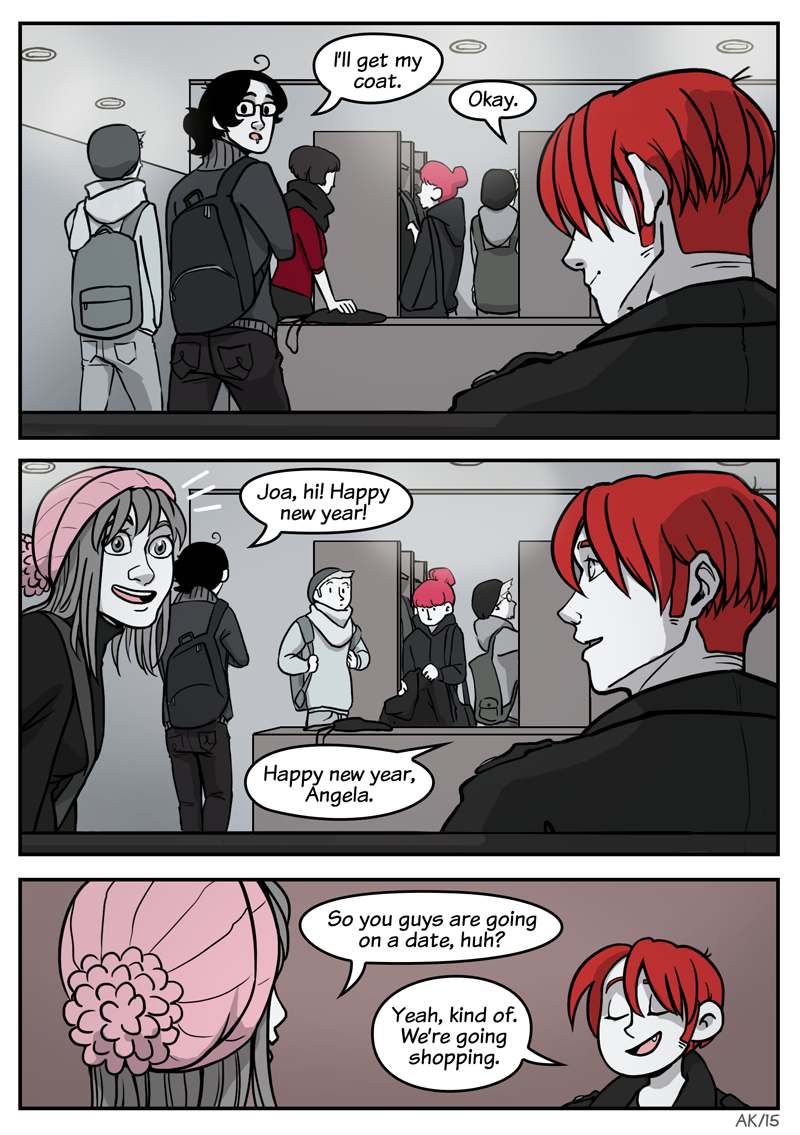 I'll get my
coat.
Okay.
Joa, hi! Happy
new year!
Happy new year,
Angela.
So you guys are going
on a date, huh?
Yeah, kind of.
We're going
shopping.
AK/15